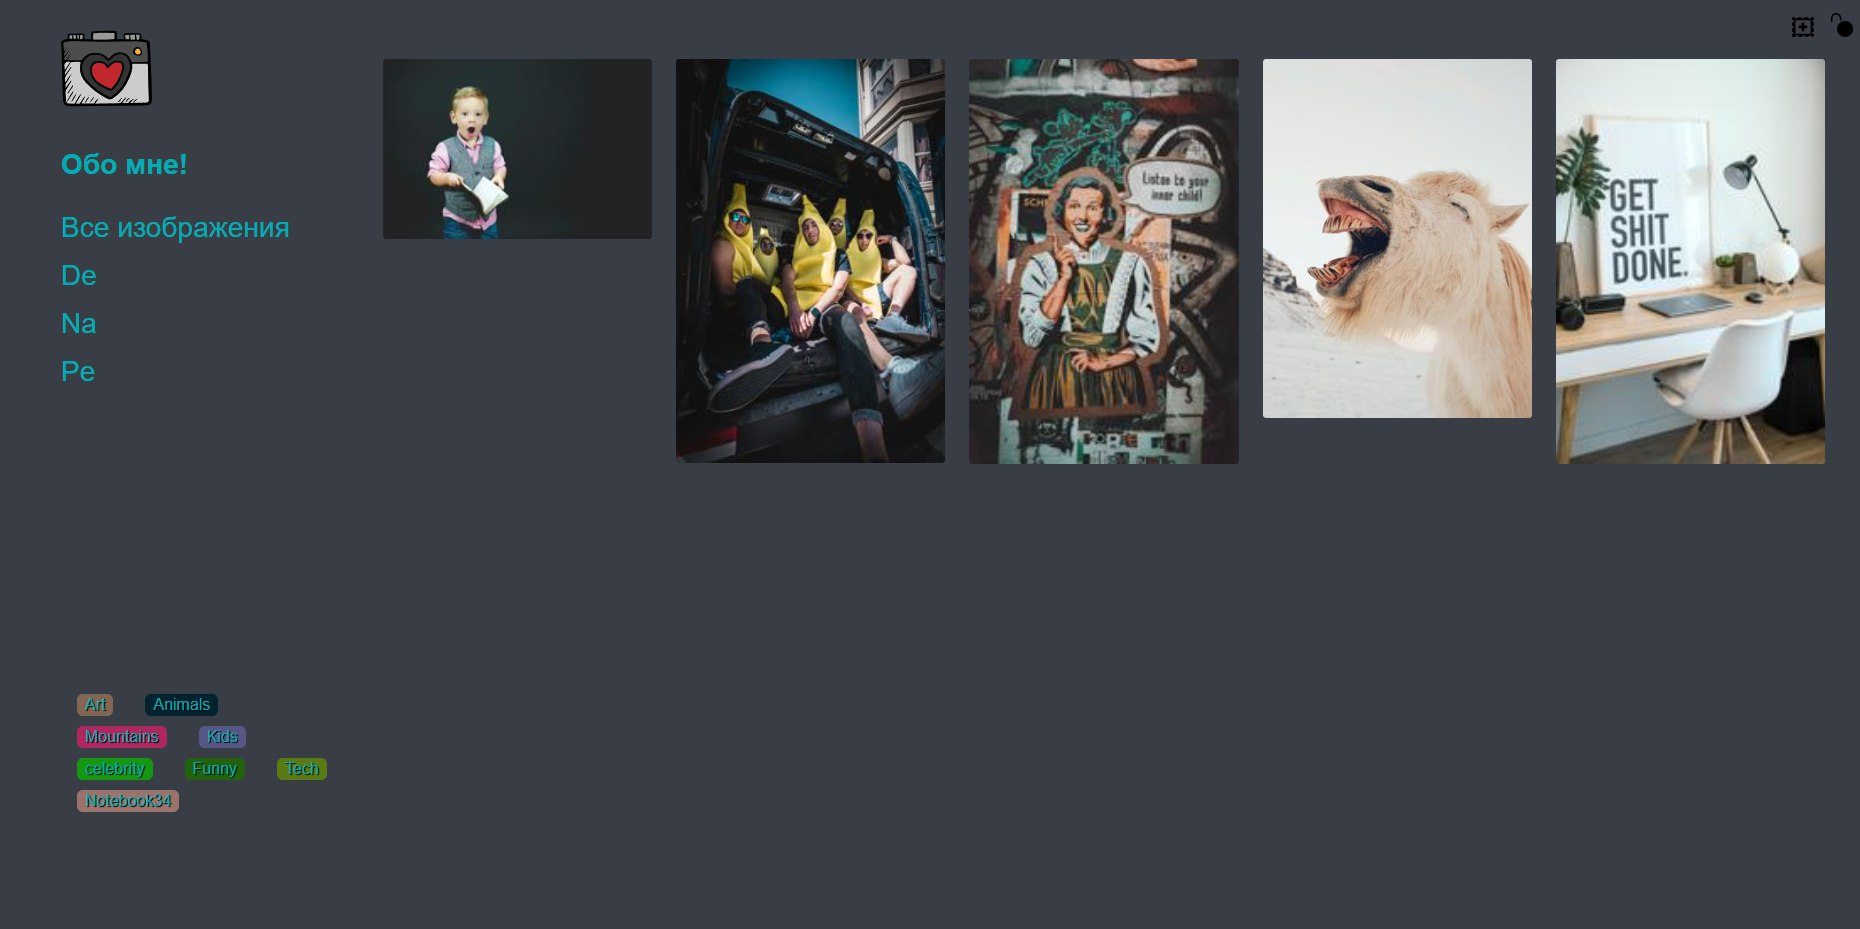 Обо мне!
Все изображения
De
Na
Pe
Listen to your
inner child!
SCH
GET
SHIT
DONE.
Art
Animals
Mountains
Kids
celebrity
Funny
Tech
Notebook34